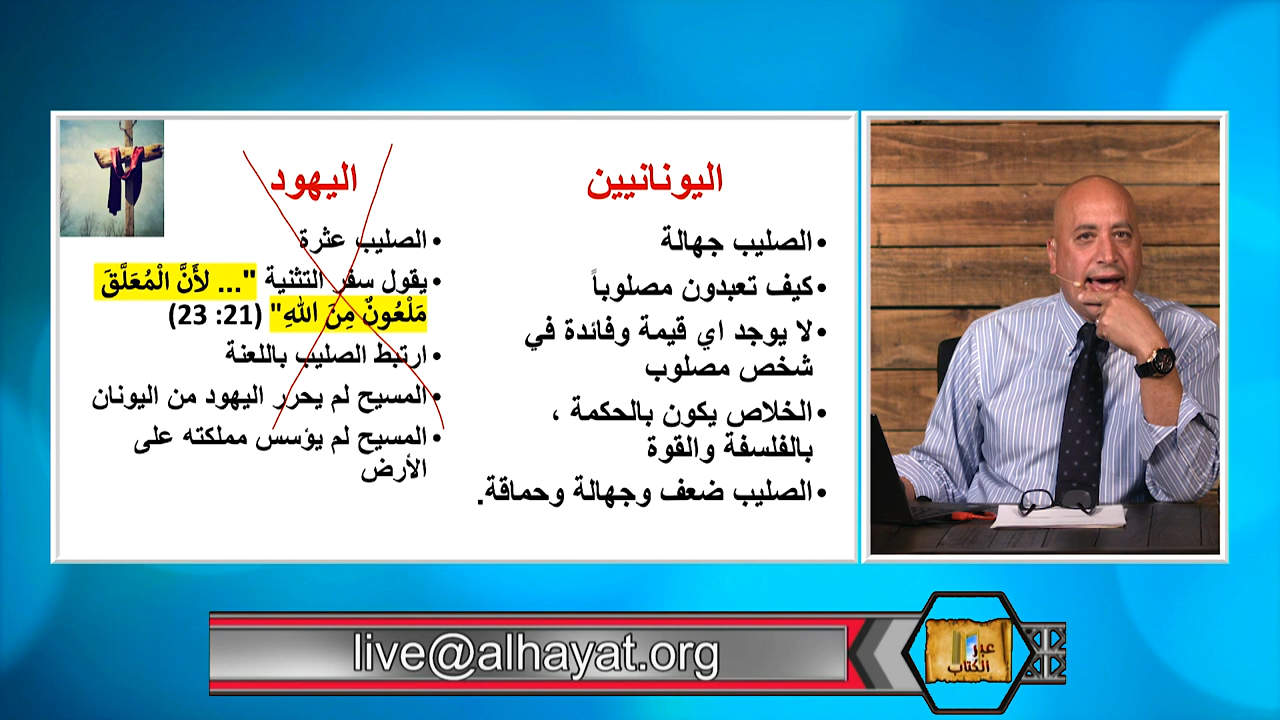 اليونانيين
•الصليب جهالة
•كيف تعبدون مصلوباً
•لا يوجد اي قيمة وفائدة في
شخص مصلوب
•الخلاص يكون بالحكمة ،
بالفلسفة والقوة
•الصليب ضعف وجهالة وحماقة.
اليهود
•الصليب عثرة
•يقول سفر التثنية "... لأَنَّ الْمُعَلَّقَ
مَلْعُونٌ مِنَ اللهِ" (21: 23)
•ارتبط الصليب باللعنة
•المسيح لم يحرر اليهود من اليونان
•المسيح لم يؤسس مملكته على
الأرض
live@alhayat.org
عبر
الكتاب